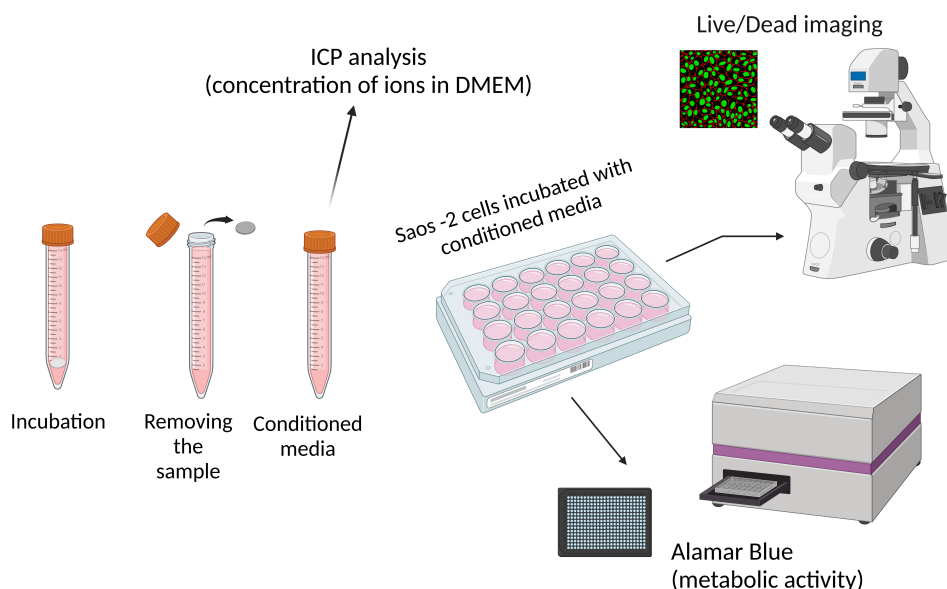 Live/Dead imaging
ICP analysis
(concentration of ions in DMEM)
Saos -2 cells incubated with
conditioned media
Incubation
Removing
the
sample
Conditioned
media
Alamar Blue
(metabolic activity)